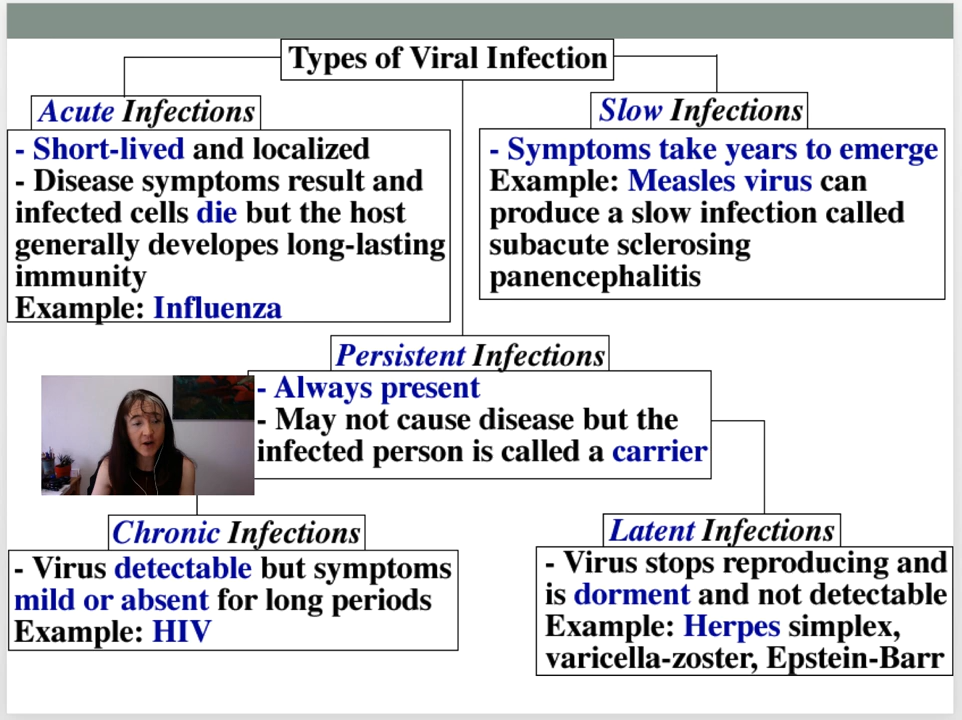 Types of Viral Infection
Acute Infections
- Short-lived and localized
- Disease symptoms result and
infected cells die but the host
generally developes long-lasting
immunity
Example: Influenza
Slow Infections
- Symptoms take years to emerge
Example: Measles virus can
produce a slow infection called
subacute sclerosing
panencephalitis
Persistent Infections
- Always present
- May not cause disease but the
infected person is called a carrier
Chronic Infections
- Virus detectable but symptoms
mild or absent for long periods
Example: HIV
Latent Infections
- Virus stops reproducing and
is dorment and not detectable
Example: Herpes simplex,
varicella-zoster, Epstein-Barr